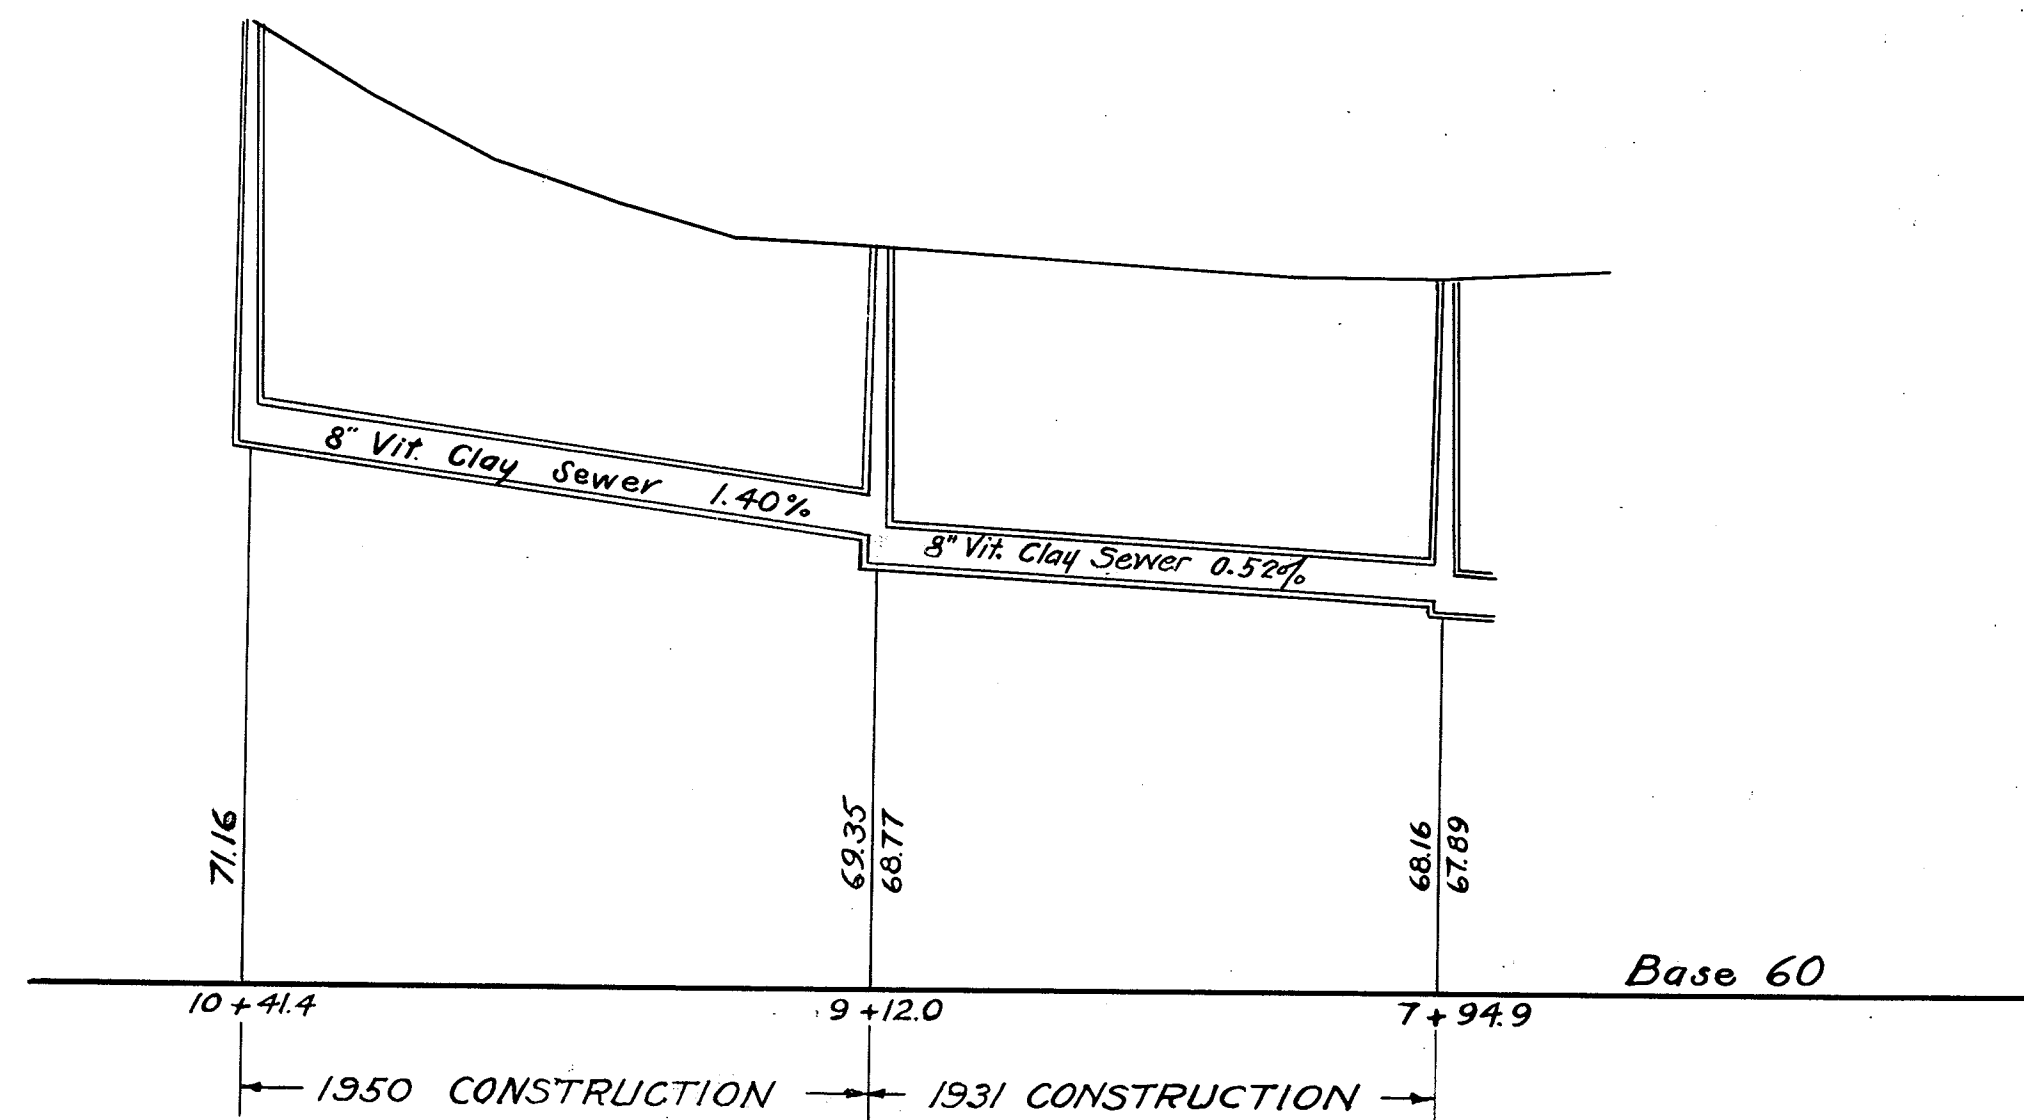 8" Vit. Clay Sewer 1.40%
8" Vit. Clay Sewer 0.52%
71.16
69.35
68.77
68.16
67.89
Base 60
10 + 41.4
9 + 12.0
7 + 94.9
1950 CONSTRUCTION
1931 CONSTRUCTION